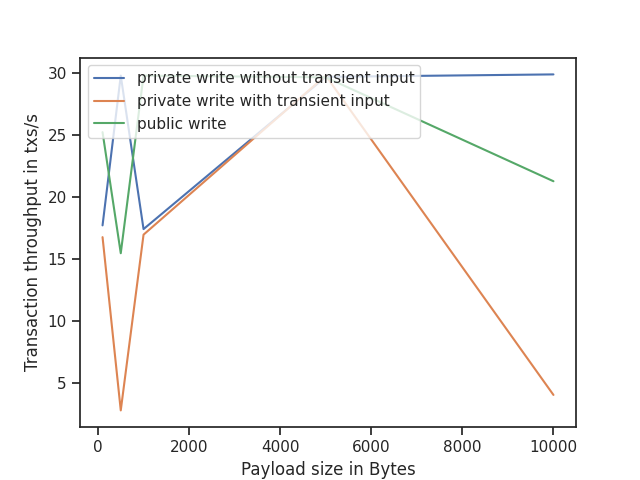 private write without transient input
private write with transient input
public write
30
25
20
15
10
5
Transaction throughput in txs/s
0
2000
4000
6000
8000
10000
Payload size in Bytes